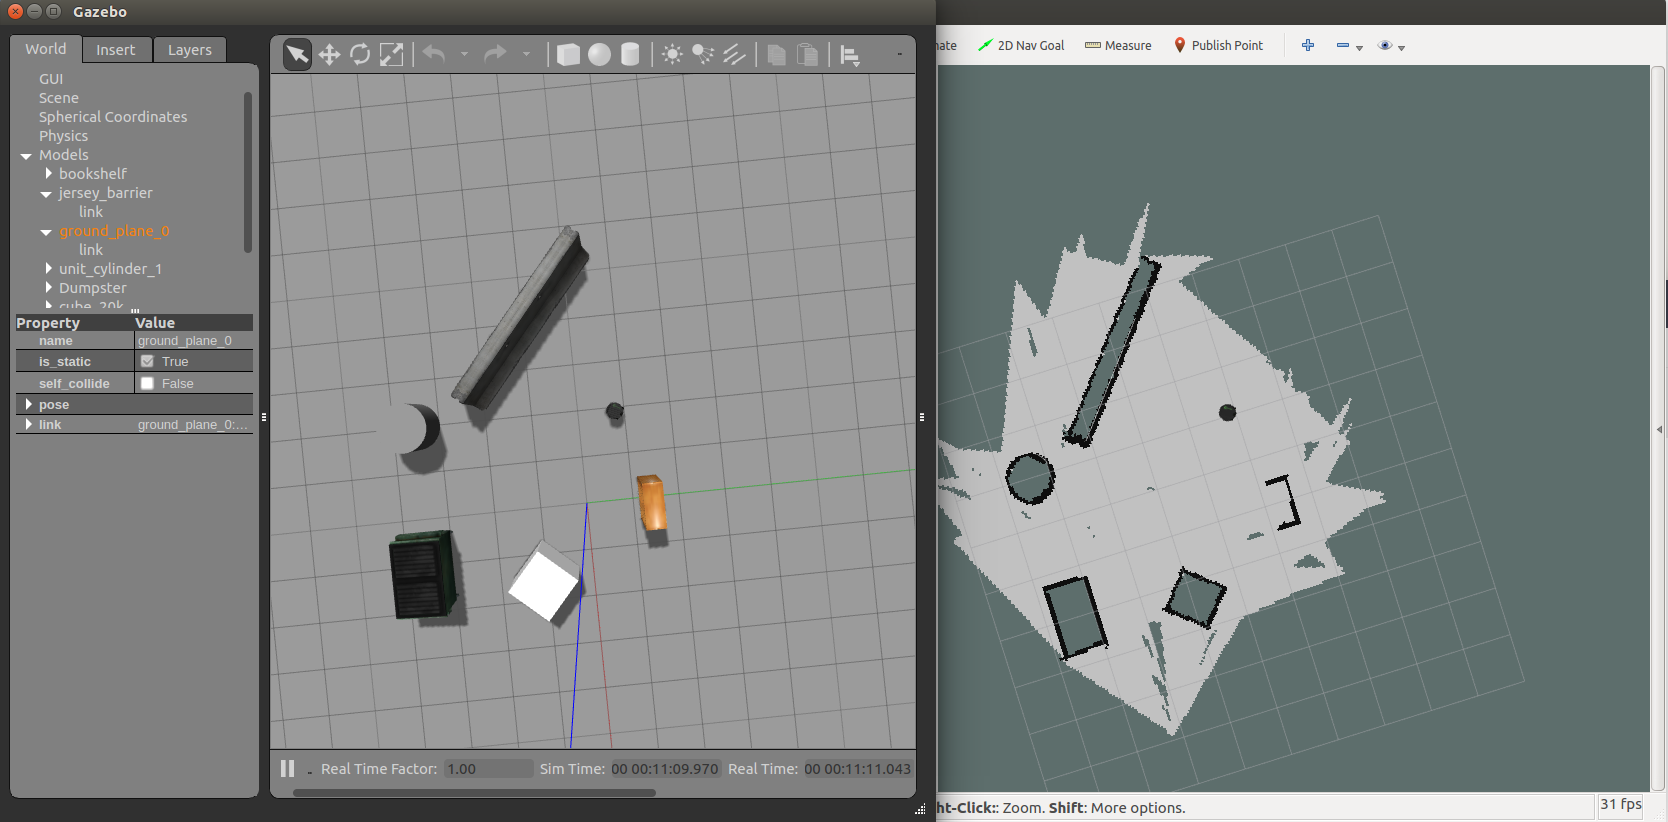 Gazebo
World Insert Layers
GUI
Scene
Spherical Coordinates
Physics
Models
bookshelf
jersey_barrier
link
ground_plane_0
link
unit_cylinder_1
Dumpster
cube_20k
Property Value
name ground_plane_0
is_static True
self_collide False
pose
link ground_plane_0:...
Real Time Factor: 1.00 Sim Time: 00 00:11:09.970 Real Time: 00 00:11:11.043
nate 2D Nav Goal Measure Publish Point
ht-Click:: Zoom. Shift: More options.
31 fps